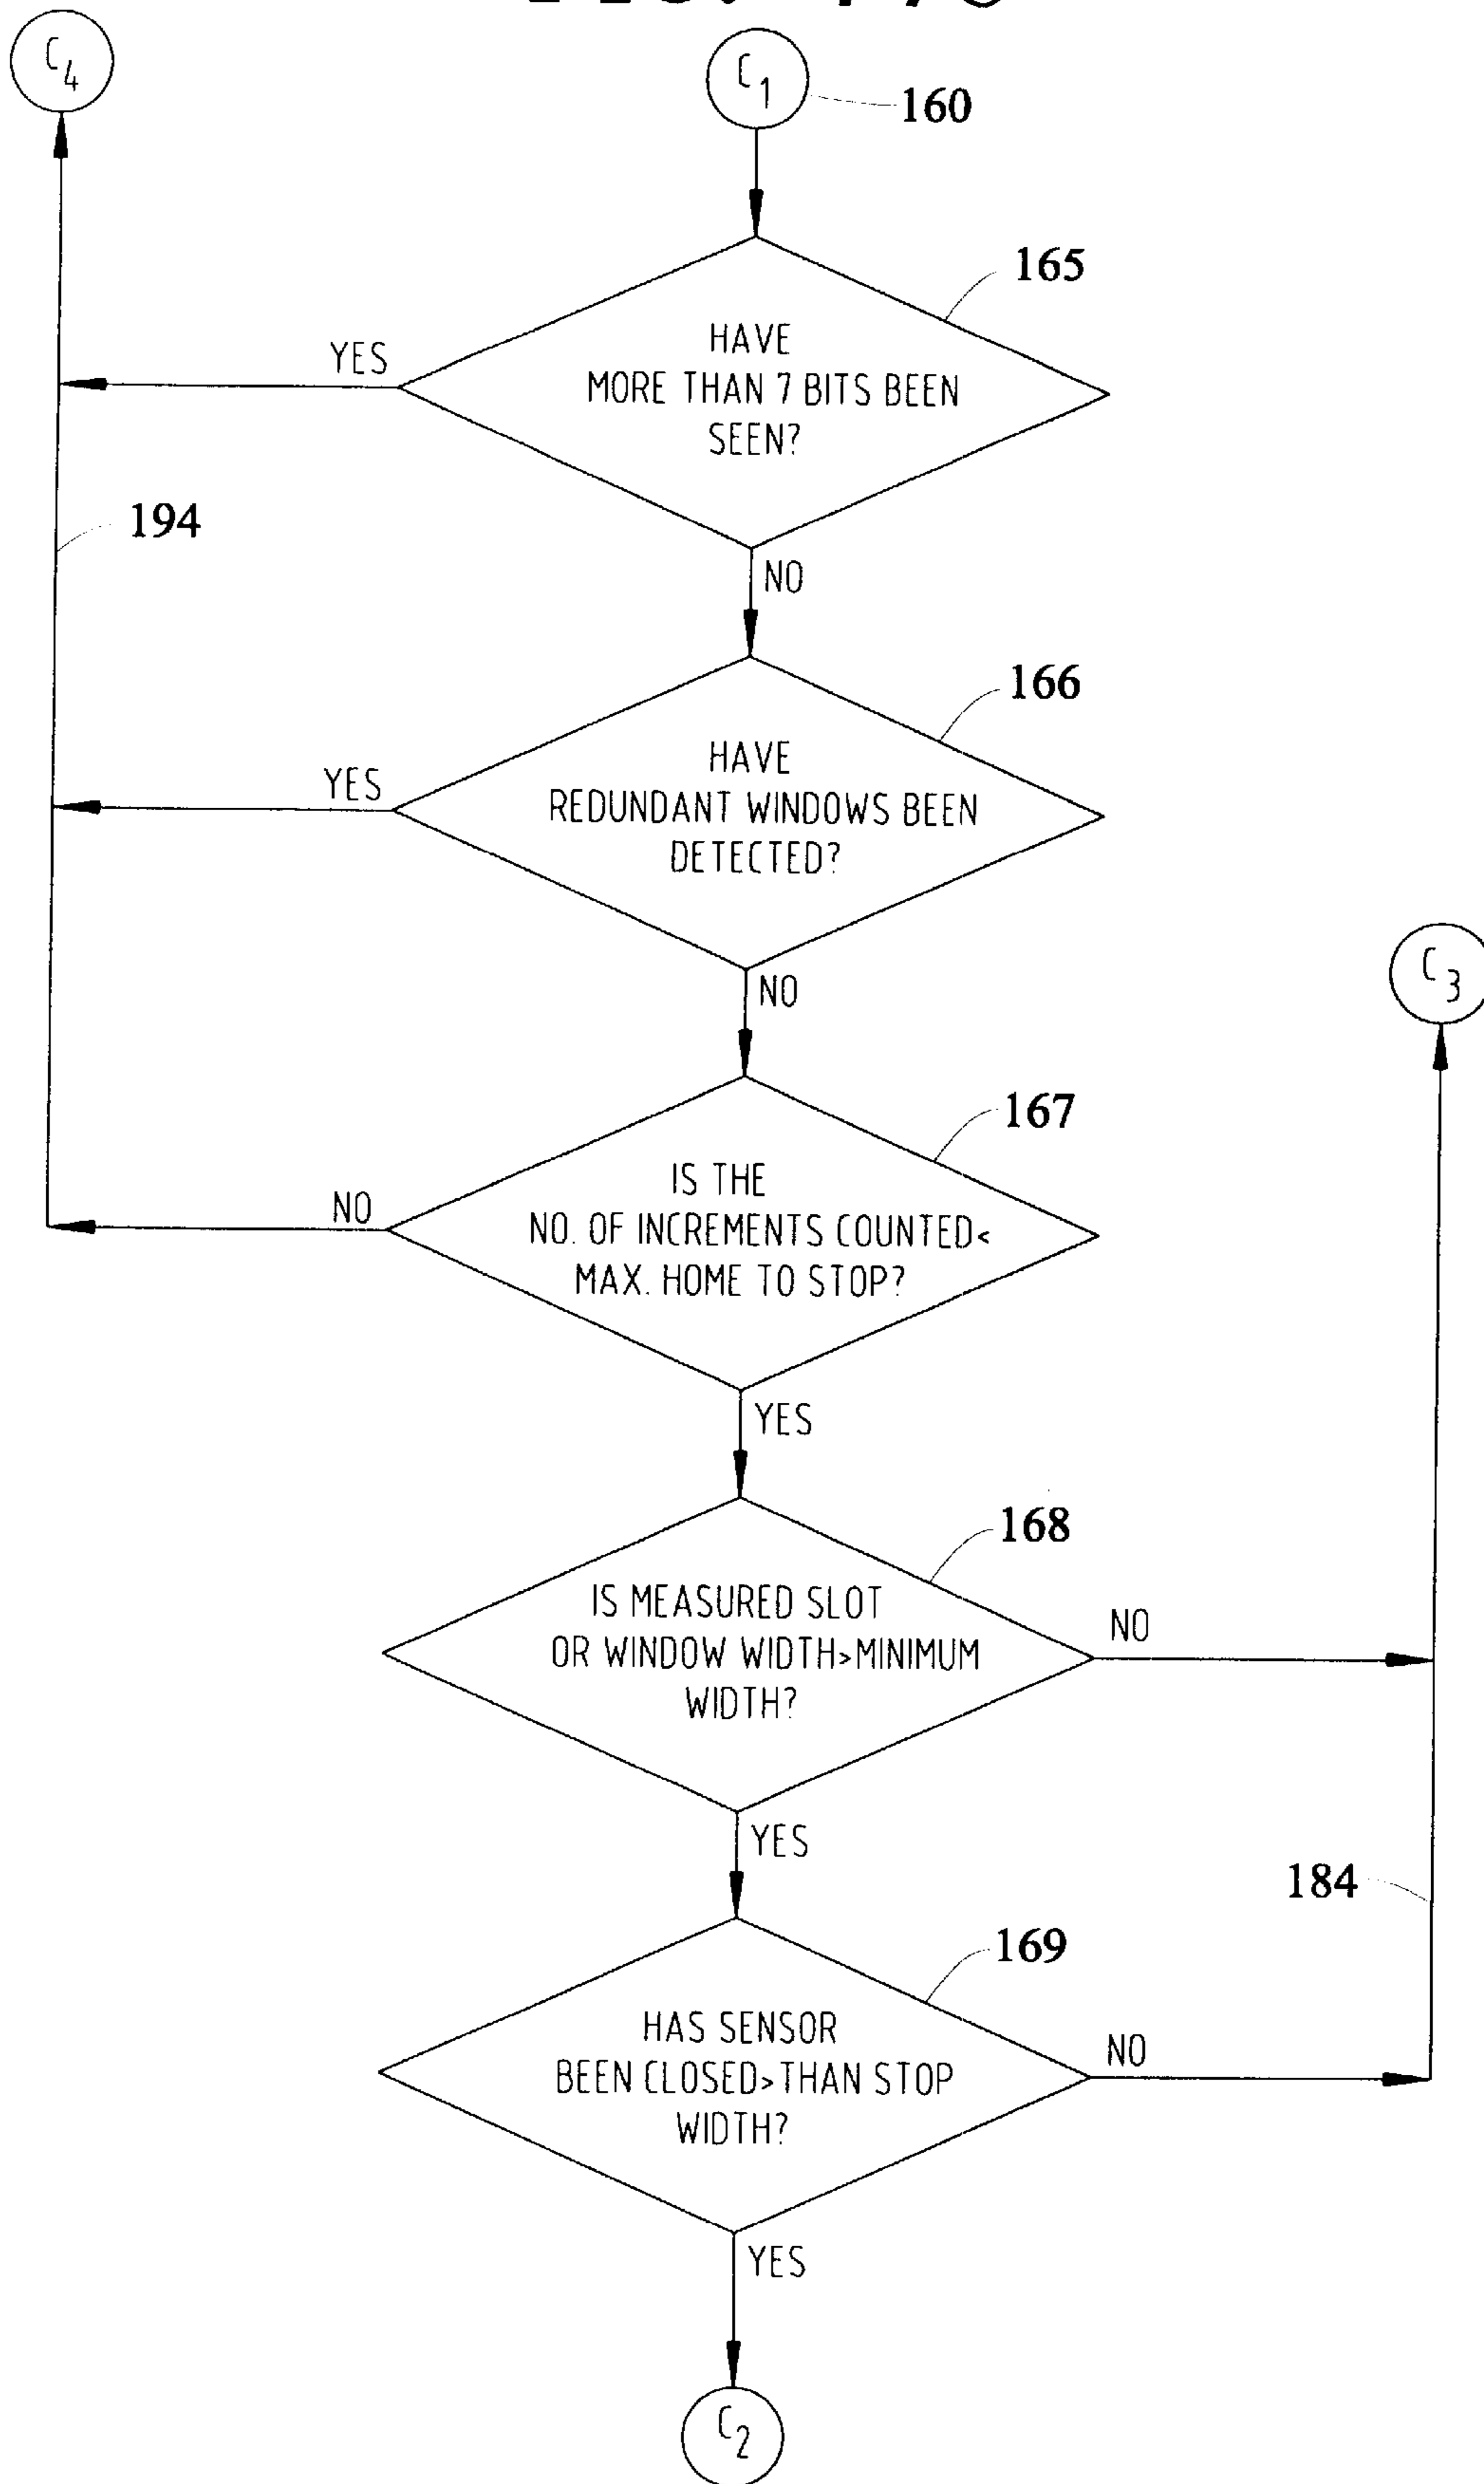 C4
C1
160
165
HAVE
MORE THAN 7 BITS BEEN
SEEN?
YES
194
NO
166
HAVE
REDUNDANT WINDOWS BEEN
DETECTED?
YES
NO
C3
167
IS THE
NO. OF INCREMENTS COUNTED<
MAX. HOME TO STOP?
NO
YES
168
IS MEASURED SLOT
OR WINDOW WIDTH>MINIMUM
WIDTH?
NO
YES
184
169
HAS SENSOR
BEEN CLOSED>THAN STOP
WIDTH?
NO
YES
C2